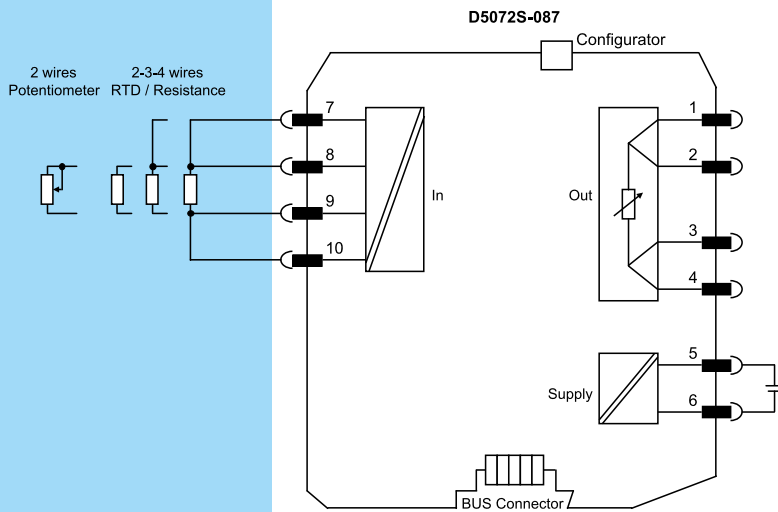 D5072S-087
Configurator
2 wires
Potentiometer
2-3-4 wires
RTD / Resistance
7
8
9
10
In
Out
1
2
3
4
Supply
5
6
BUS Connector